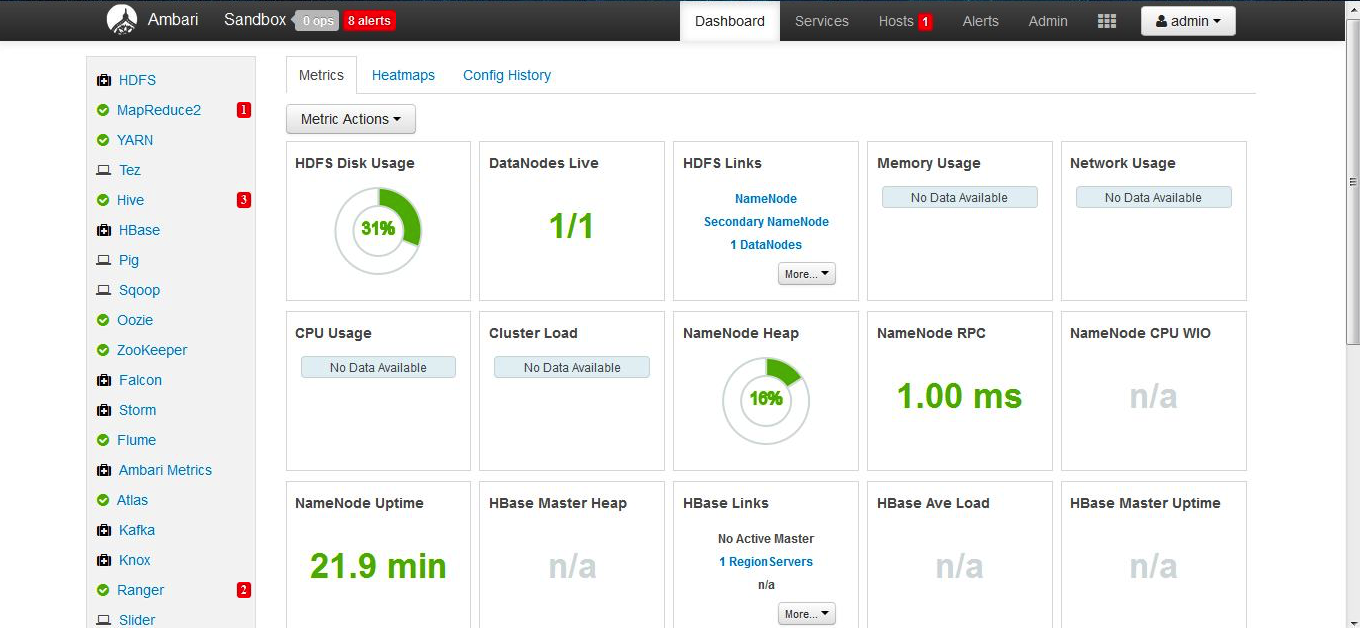 Ambari Sandbox 0 ops 8 alerts Dashboard Services Hosts 1 Alerts Admin admin
HDFS
MapReduce2 1
YARN
Tez
Hive 3
HBase
Pig
Sqoop
Oozie
ZooKeeper
Falcon
Storm
Flume
Ambari Metrics
Atlas
Kafka
Knox
Ranger 2
Slider
Metrics Heatmaps Config History
Metric Actions
HDFS Disk Usage
31%
DataNodes Live
1/1
HDFS Links
NameNode
Secondary NameNode
1 DataNodes
More...
Memory Usage
No Data Available
Network Usage
No Data Available
CPU Usage
No Data Available
Cluster Load
No Data Available
NameNode Heap
16%
NameNode RPC
1.00 ms
NameNode CPU WIO
n/a
NameNode Uptime
21.9 min
HBase Master Heap
n/a
HBase Links
No Active Master
1 RegionServers
n/a
More...
HBase Ave Load
n/a
HBase Master Uptime
n/a